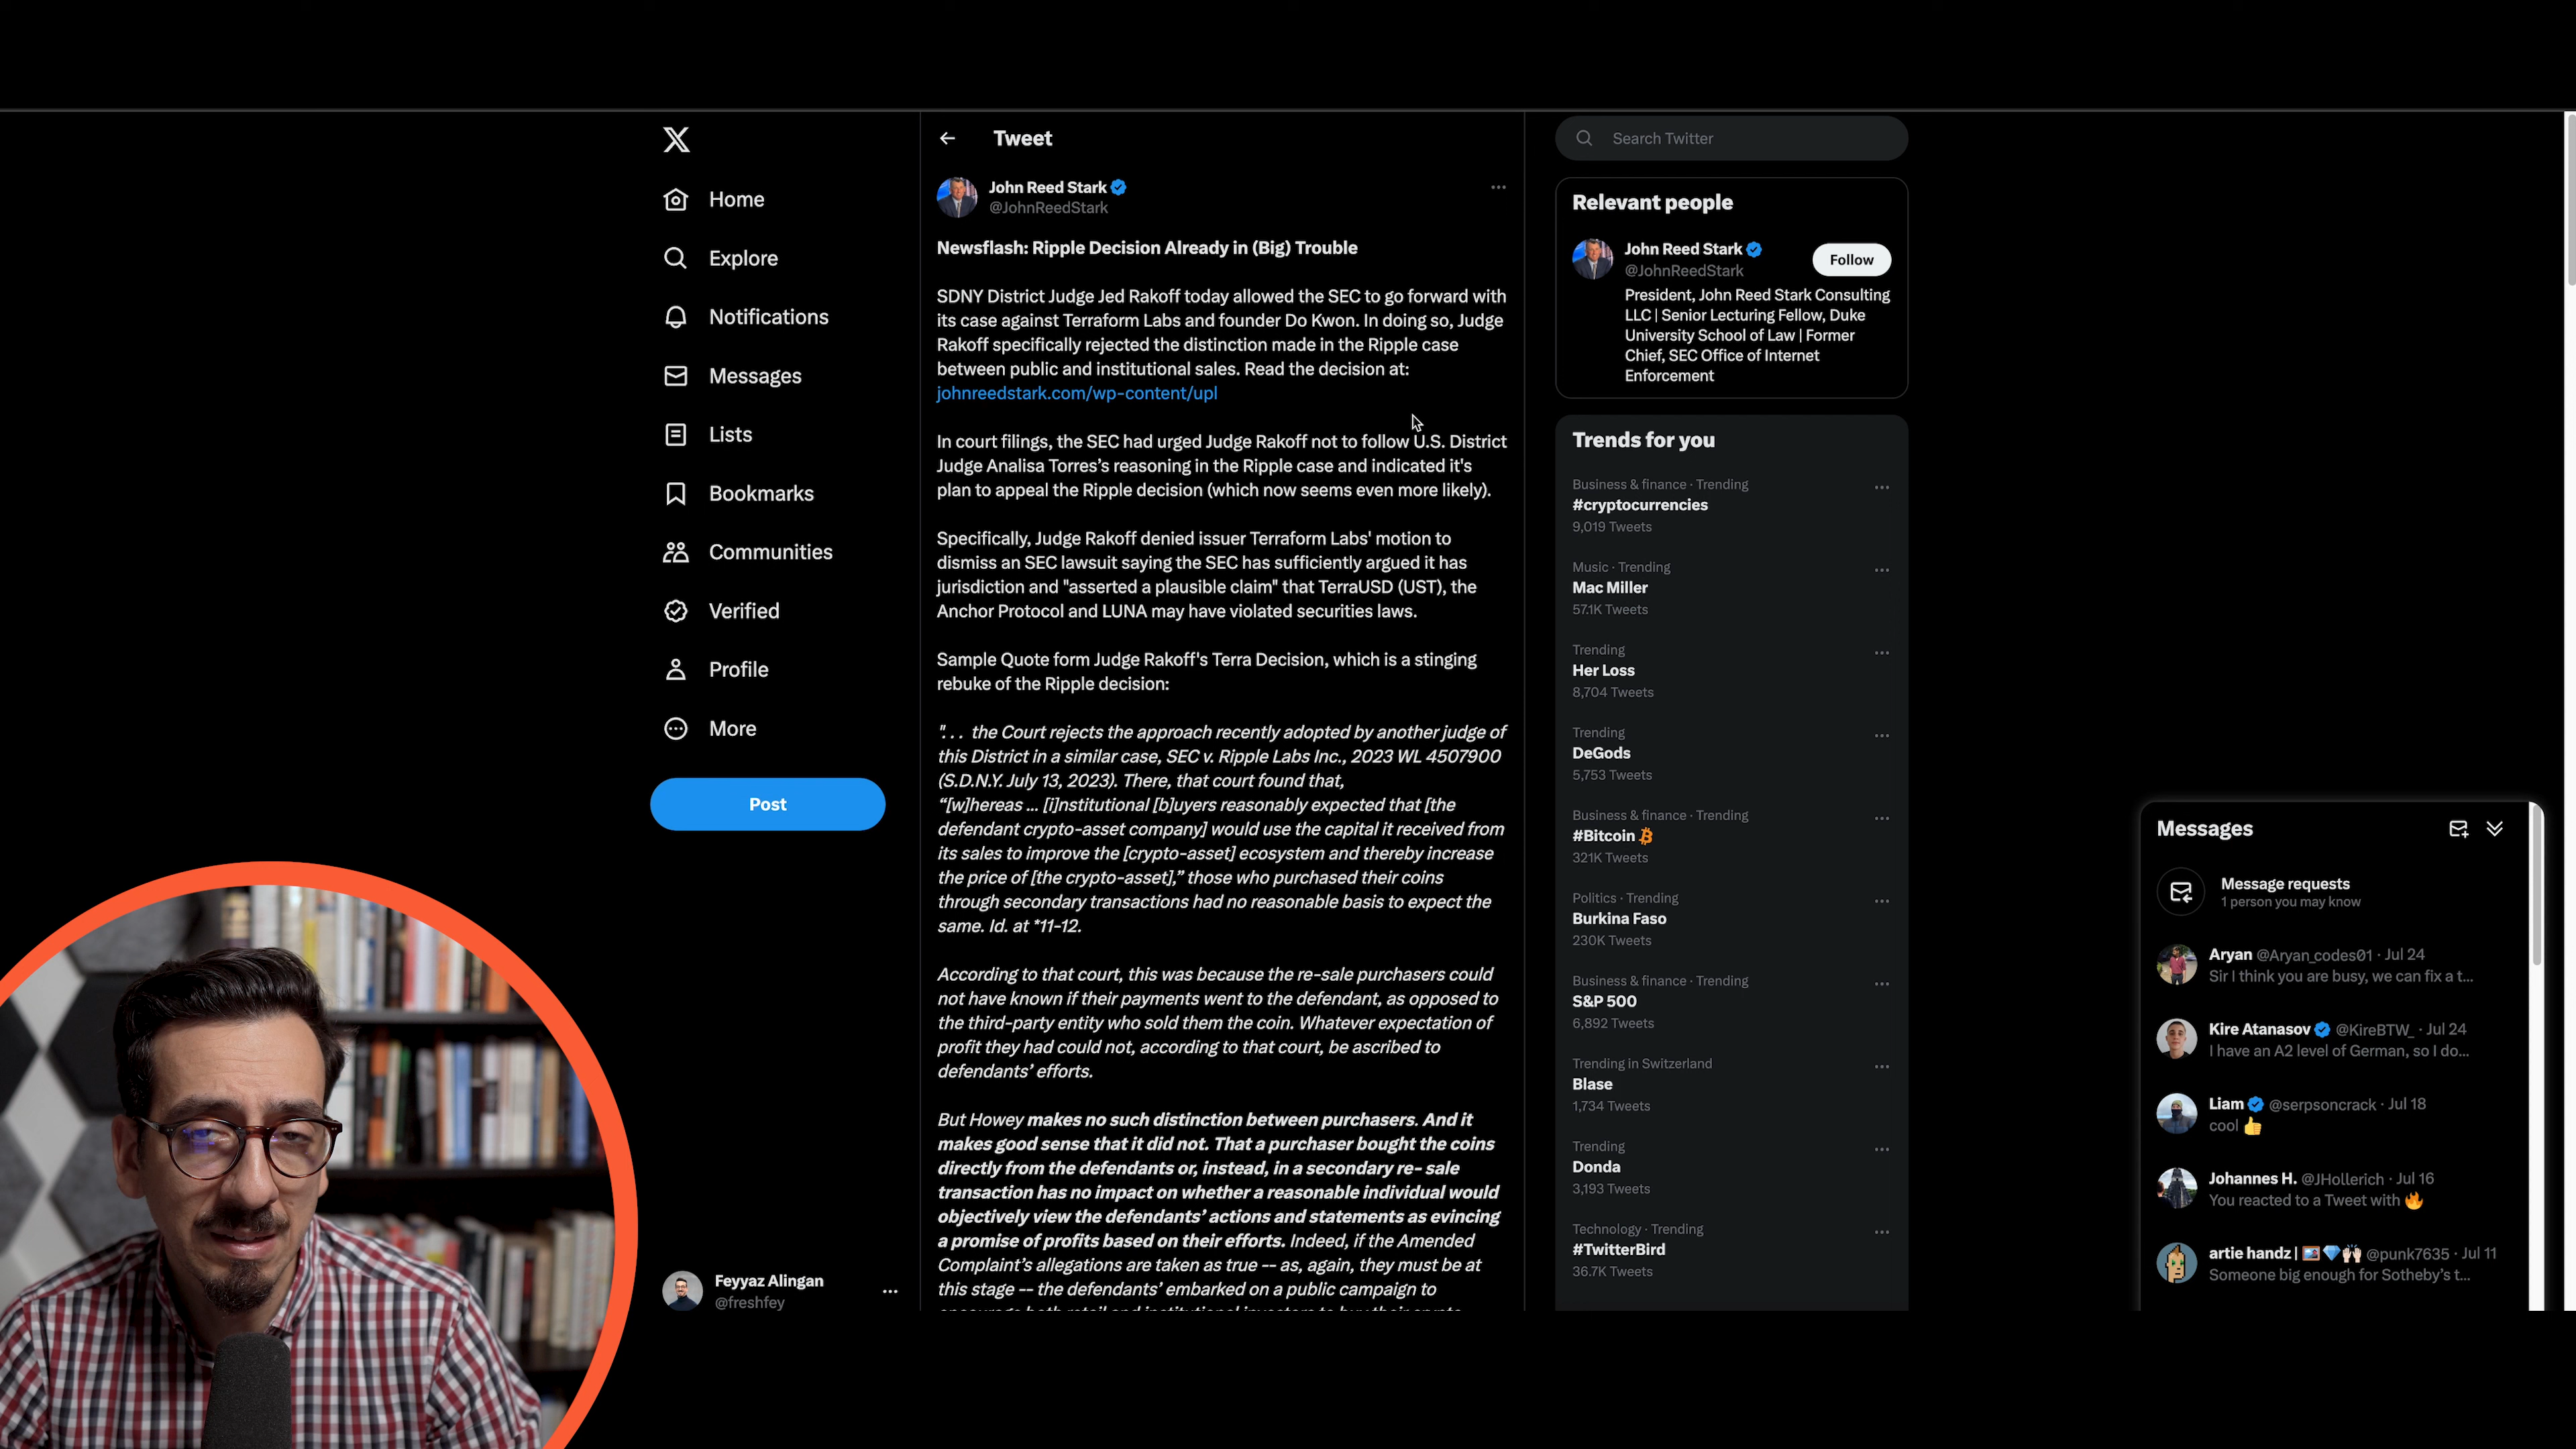 Home
Explore
Notifications
Messages
Lists
Bookmarks
Communities
Verified
Profile
More
Post
Feyyaz Alingan
@freshfey
Tweet
John Reed Stark
@JohnReedStark
Newsflash: Ripple Decision Already in (Big) Trouble
SDNY District Judge Jed Rakoff today allowed the SEC to go forward with
its case against Terraform Labs and founder Do Kwon. In doing so, Judge
Rakoff specifically rejected the distinction made in the Ripple case
between public and institutional sales. Read the decision at:
johnreedstark.com/wp-content/upl
In court filings, the SEC had urged Judge Rakoff not to follow U.S. District
Judge Analisa Torres’s reasoning in the Ripple case and indicated it's
plan to appeal the Ripple decision (which now seems even more likely).
Specifically, Judge Rakoff denied issuer Terraform Labs' motion to
dismiss an SEC lawsuit saying the SEC has sufficiently argued it has
jurisdiction and "asserted a plausible claim" that TerraUSD (UST), the
Anchor Protocol and LUNA may have violated securities laws.
Sample Quote form Judge Rakoff's Terra Decision, which is a stinging
rebuke of the Ripple decision:
". . . the Court rejects the approach recently adopted by another judge of
this District in a similar case, SEC v. Ripple Labs Inc., 2023 WL 4507900
(S.D.N.Y. July 13, 2023). There, that court found that,
“[w]hereas ... [i]nstitutional [b]uyers reasonably expected that [the
defendant crypto-asset company] would use the capital it received from
its sales to improve the [crypto-asset] ecosystem and thereby increase
the price of [the crypto-asset],” those who purchased their coins
through secondary transactions had no reasonable basis to expect the
same. Id. at *11-12.
According to that court, this was because the re-sale purchasers could
not have known if their payments went to the defendant, as opposed to
the third-party entity who sold them the coin. Whatever expectation of
profit they had could not, according to that court, be ascribed to
defendants’ efforts.
But Howey makes no such distinction between purchasers. And it
makes good sense that it did not. That a purchaser bought the coins
directly from the defendants or, instead, in a secondary re- sale
transaction has no impact on whether a reasonable individual would
objectively view the defendants’ actions and statements as evincing
a promise of profits based on their efforts. Indeed, if the Amended
Complaint’s allegations are taken as true -- as, again, they must be at
this stage -- the defendants’ embarked on a public campaign to
encourage both retail and institutional investors to buy their crypto
Search Twitter
Relevant people
John Reed Stark
@JohnReedStark
Follow
President, John Reed Stark Consulting
LLC | Senior Lecturing Fellow, Duke
University School of Law | Former
Chief, SEC Office of Internet
Enforcement
Trends for you
Business & finance · Trending
#cryptocurrencies
9,019 Tweets
Music · Trending
Mac Miller
57.1K Tweets
Trending
Her Loss
8,704 Tweets
Trending
DeGods
5,753 Tweets
Business & finance · Trending
#Bitcoin
321K Tweets
Politics · Trending
Burkina Faso
230K Tweets
Business & finance · Trending
S&P 500
6,892 Tweets
Trending in Switzerland
Blase
1,734 Tweets
Trending
Donda
3,193 Tweets
Technology · Trending
#TwitterBird
36.7K Tweets
Messages
Message requests
1 person you may know
Aryan @Aryan_codes01 · Jul 24
Sir I think you are busy, we can fix a t...
Kire Atanasov @KireBTW_ · Jul 24
I have an A2 level of German, so I do...
Liam @serpsoncrack · Jul 18
cool 👍
Johannes H. @JHollerich · Jul 16
You reacted to a Tweet with 🔥
artie handz | 🖼️💎🙌🏻 @punk7635 · Jul 11
Someone big enough for Sotheby’s t...